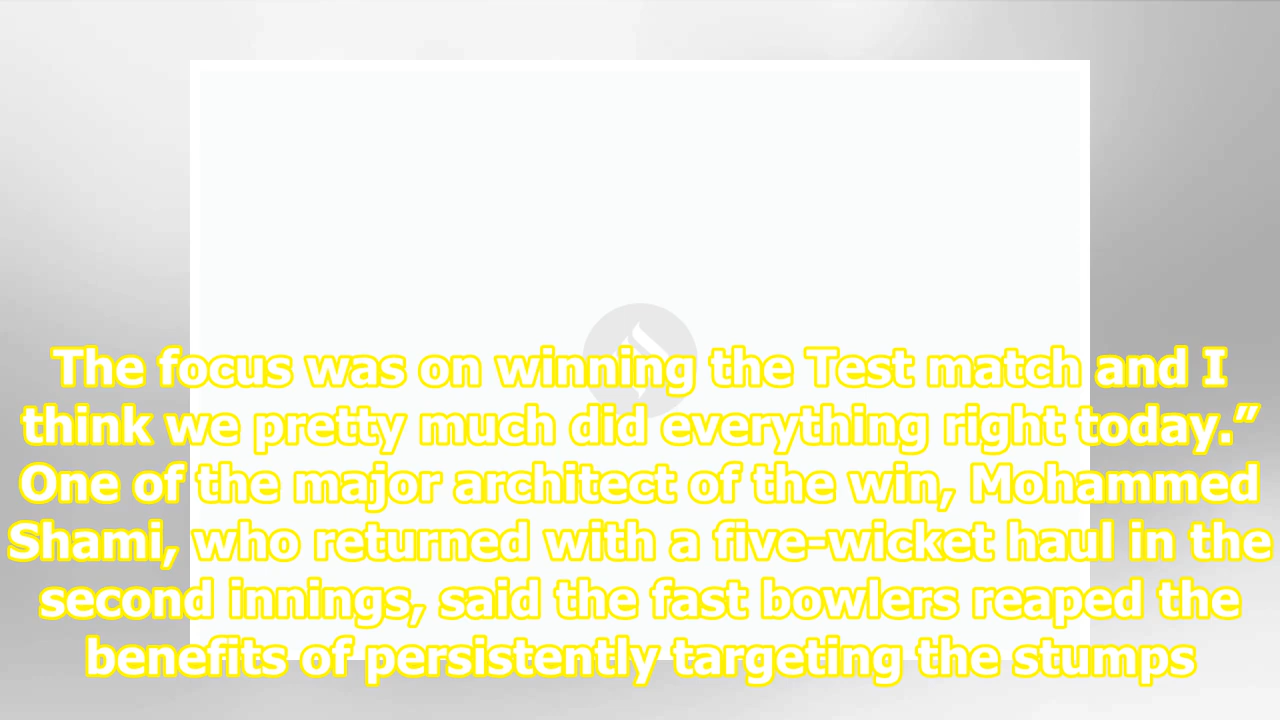 The focus was on winning the Test match and I
think we pretty much did everything right today.”
One of the major architect of the win, Mohammed
Shami, who returned with a five-wicket haul in the
second innings, said the fast bowlers reaped the
benefits of persistently targeting the stumps